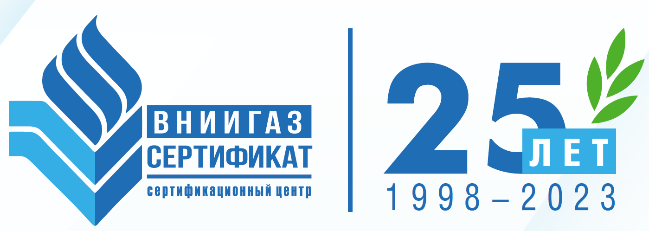 ВНИИГАЗ
СЕРТИФИКАТ
сертификационный центр
25
ЛЕТ
1998–2023